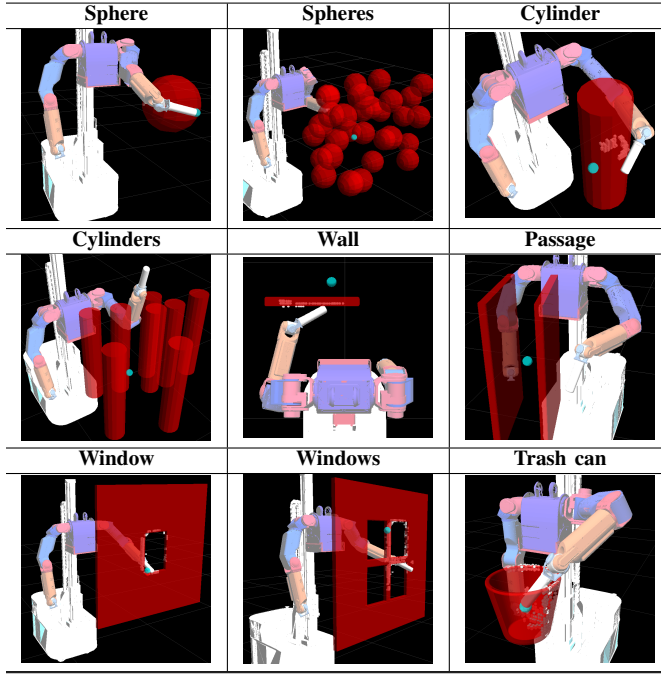 Sphere
Spheres
Cylinder
Cylinders
Wall
Passage
Window
Windows
Trash can